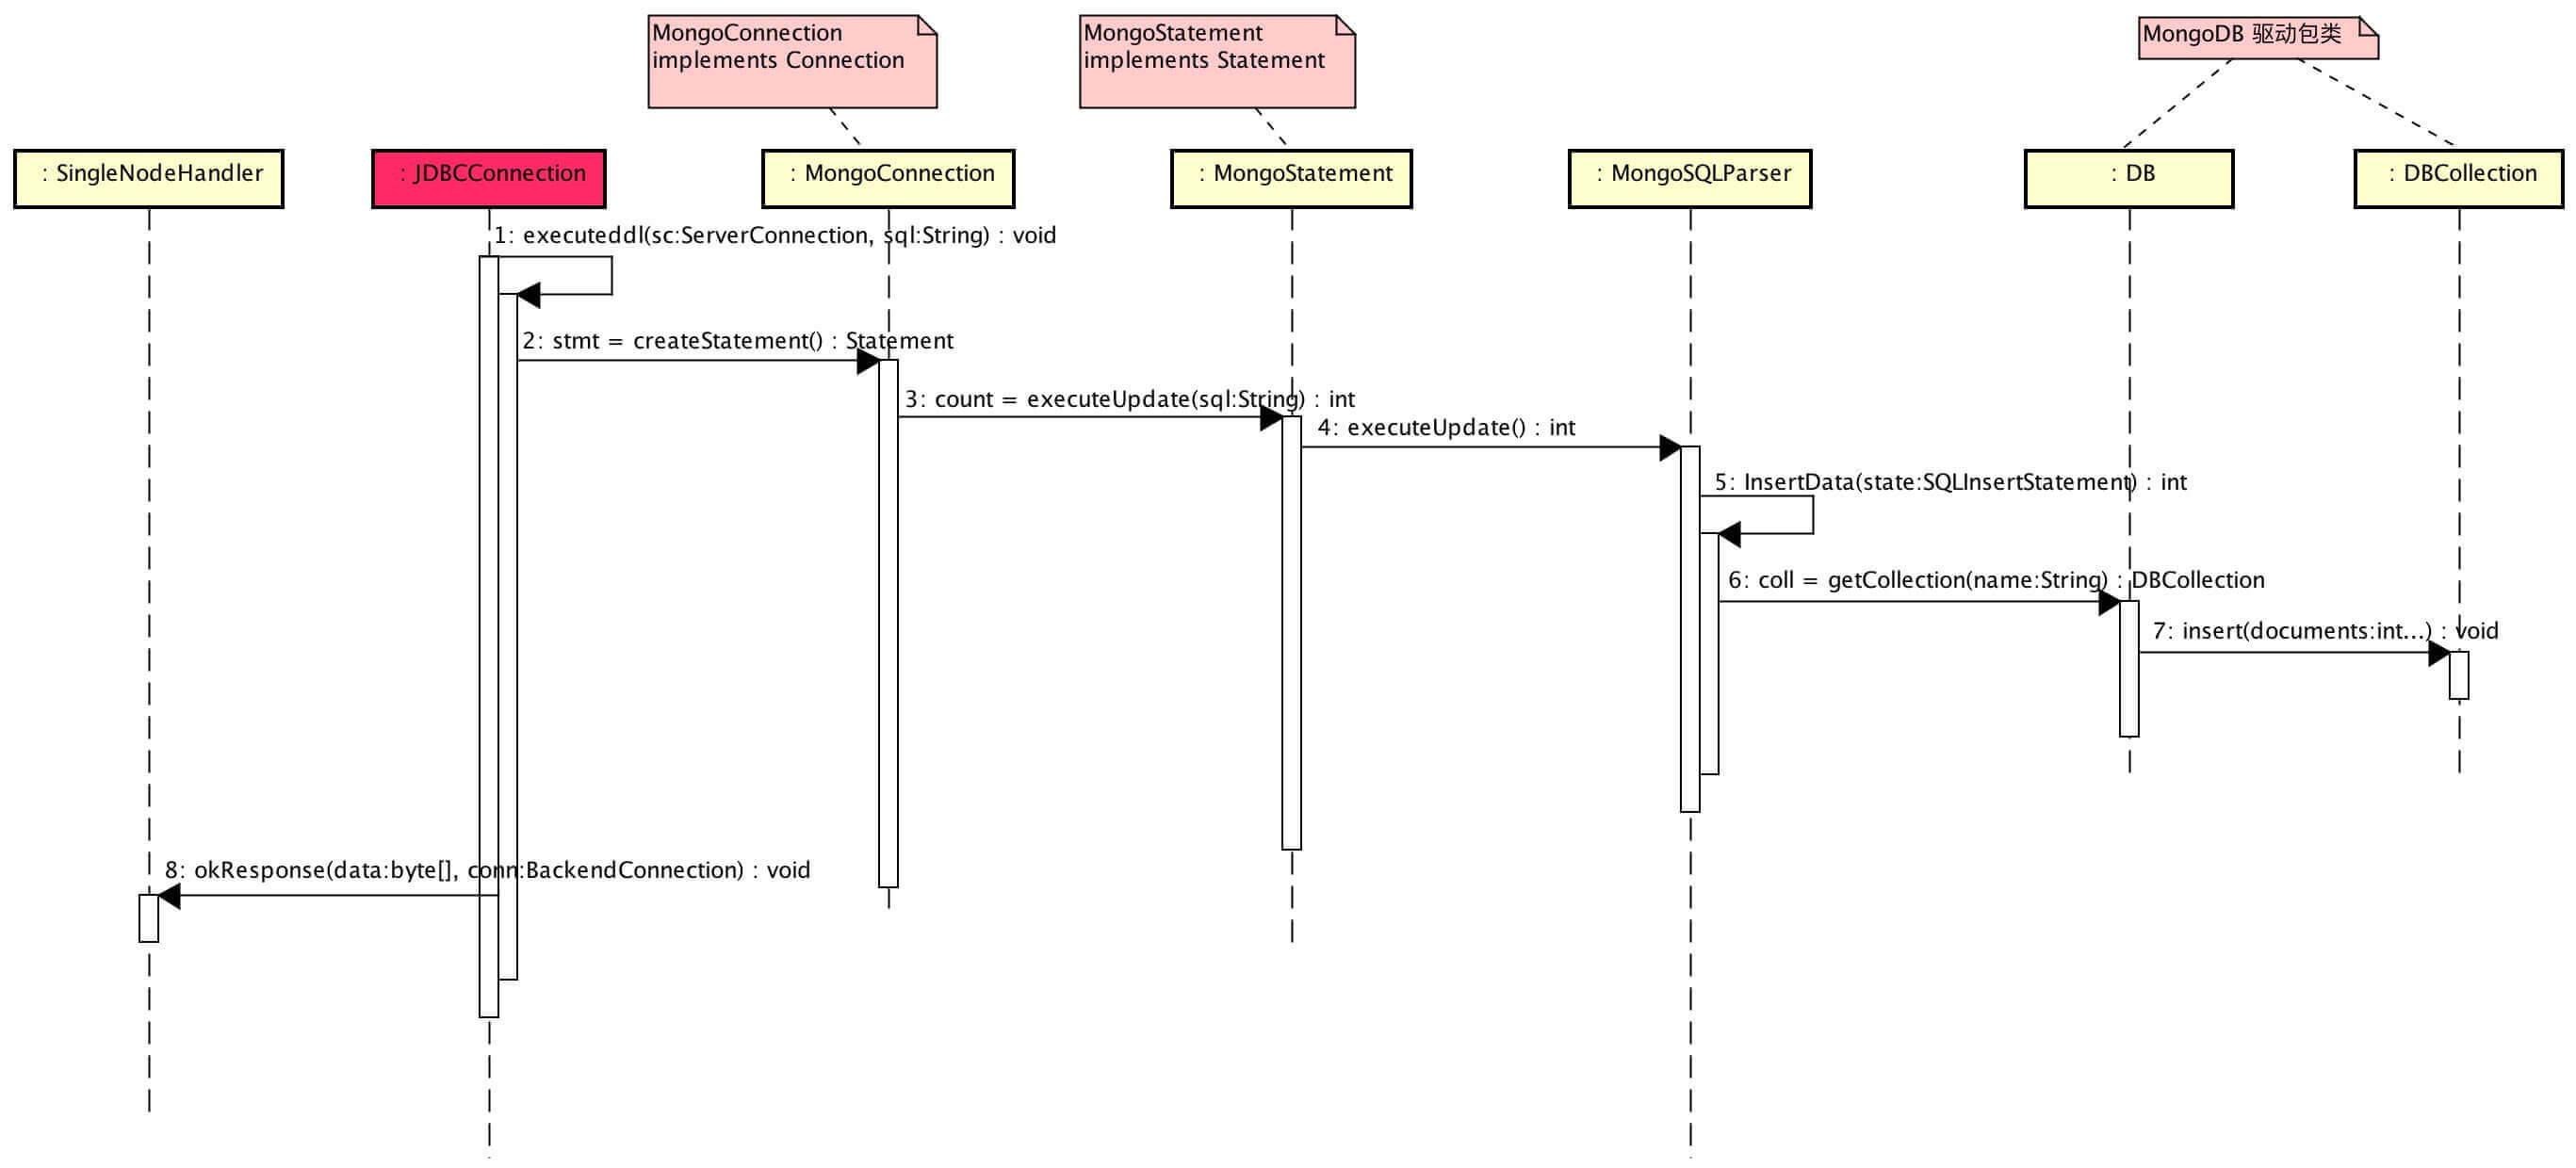 MongoConnection
implements Connection
MongoStatement
implements Statement
MongoDB 驱动包类
: SingleNodeHandler
: JDBCConnection
: MongoConnection
: MongoStatement
: MongoSQLParser
: DB
: DBCollection
1: executeddl(sc:ServerConnection, sql:String) : void
2: stmt = createStatement() : Statement
3: count = executeUpdate(sql:String) : int
4: executeUpdate() : int
5: InsertData(state:SQLInsertStatement) : int
6: coll = getCollection(name:String) : DBCollection
7: insert(documents:int...) : void
8: okResponse(data:byte[], conn:BackendConnection) : void